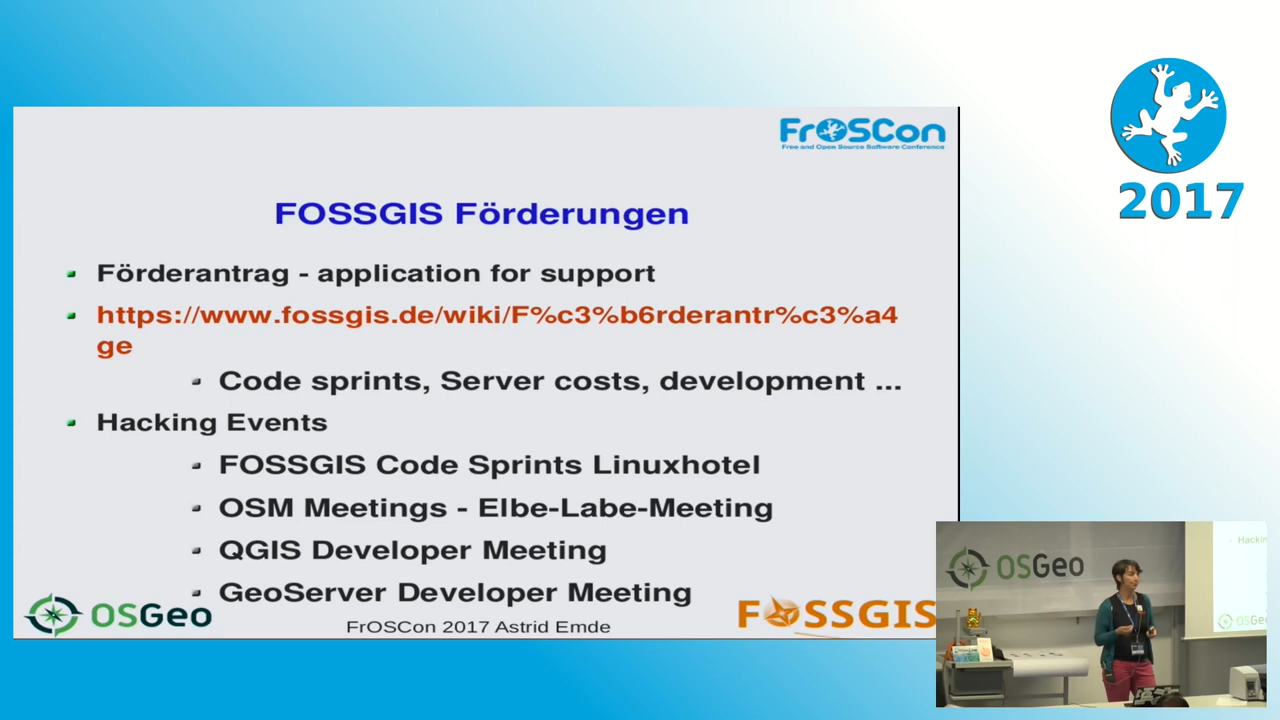 FrOSCon
Free and Open Source Software Conference
2017
FOSSGIS Förderungen
Förderantrag - application for support
https://www.fossgis.de/wiki/F%c3%b6rderantr%c3%a4
ge
Code sprints, Server costs, development ...
Hacking Events
FOSSGIS Code Sprints Linuxhotel
OSM Meetings - Elbe-Labe-Meeting
QGIS Developer Meeting
GeoServer Developer Meeting
OSGeo
FrOSCon 2017 Astrid Emde
FOSSGIS
OSGeo
Hackin
OSGe